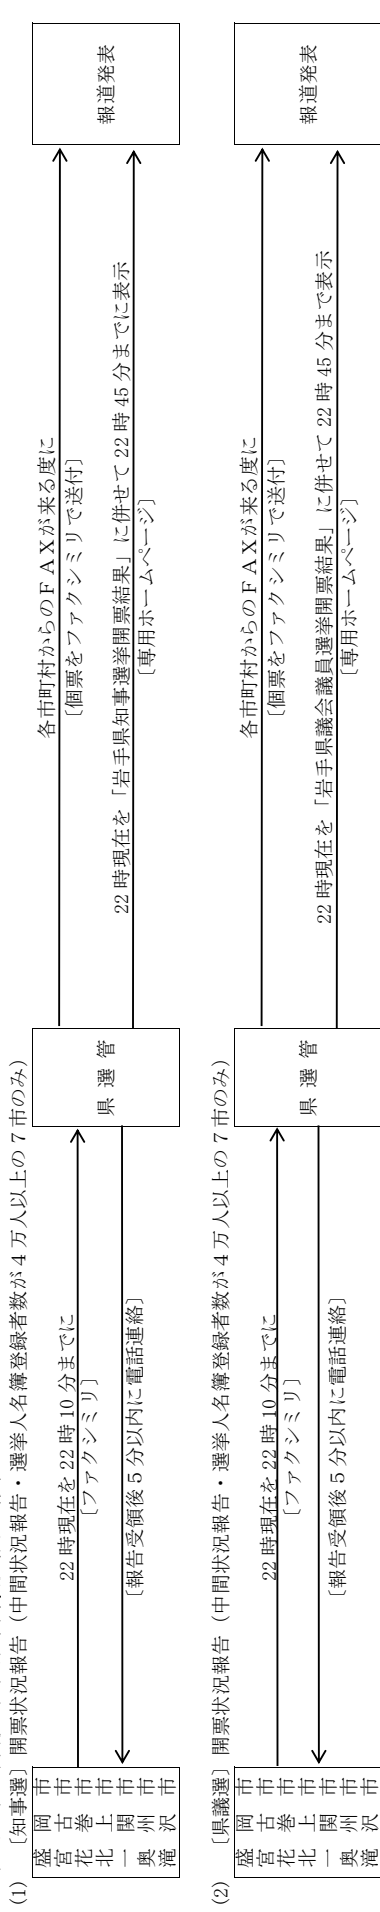 (1) 〔知事選〕開票状況報告（中間状況報告・選挙人名簿登録者数が４万人以上の７市のみ）
盛岡市
宮古市
花巻市
北上市
一関市
奥州市
滝沢市
22時現在を22時10分までに
〔ファクシミリ〕
〔報告受領後５分以内に電話連絡〕
県選管
各市町村からのＦＡＸが来る度に
〔個票をファクシミリで送付〕
22時現在を「岩手県知事選挙開票結果」に併せて22時45分までに表示
〔専用ホームページ〕
報道発表
(2) 〔県議選〕開票状況報告（中間状況報告・選挙人名簿登録者数が４万人以上の７市のみ）
盛岡市
宮古市
花巻市
北上市
一関市
奥州市
滝沢市
22時現在を22時10分までに
〔ファクシミリ〕
〔報告受領後５分以内に電話連絡〕
県選管
各市町村からのＦＡＸが来る度に
〔個票をファクシミリで送付〕
22時現在を「岩手県議会議員選挙開票結果」に併せて22時45分まで表示
〔専用ホームページ〕
報道発表